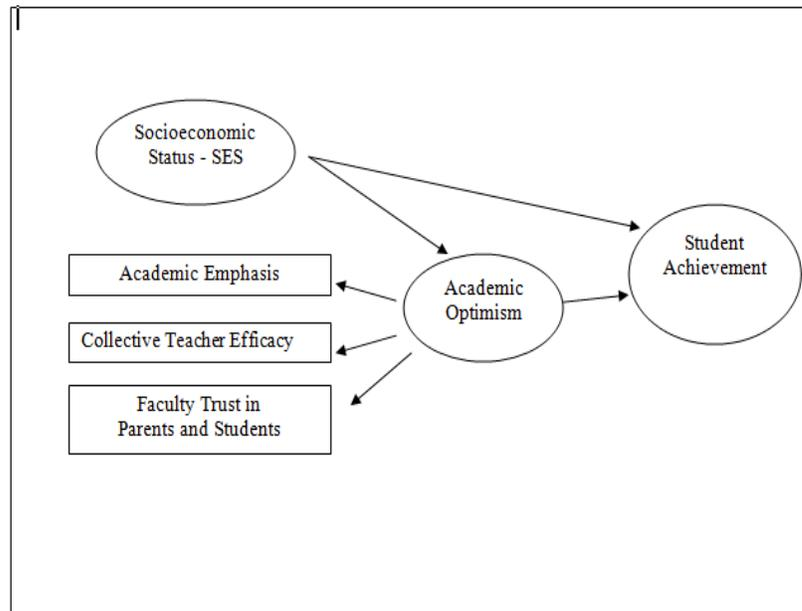 Socioeconomic
Status - SES
Student
Achievement
Academic Emphasis
Academic
Optimism
Collective Teacher Efficacy
Faculty Trust in
Parents and Students